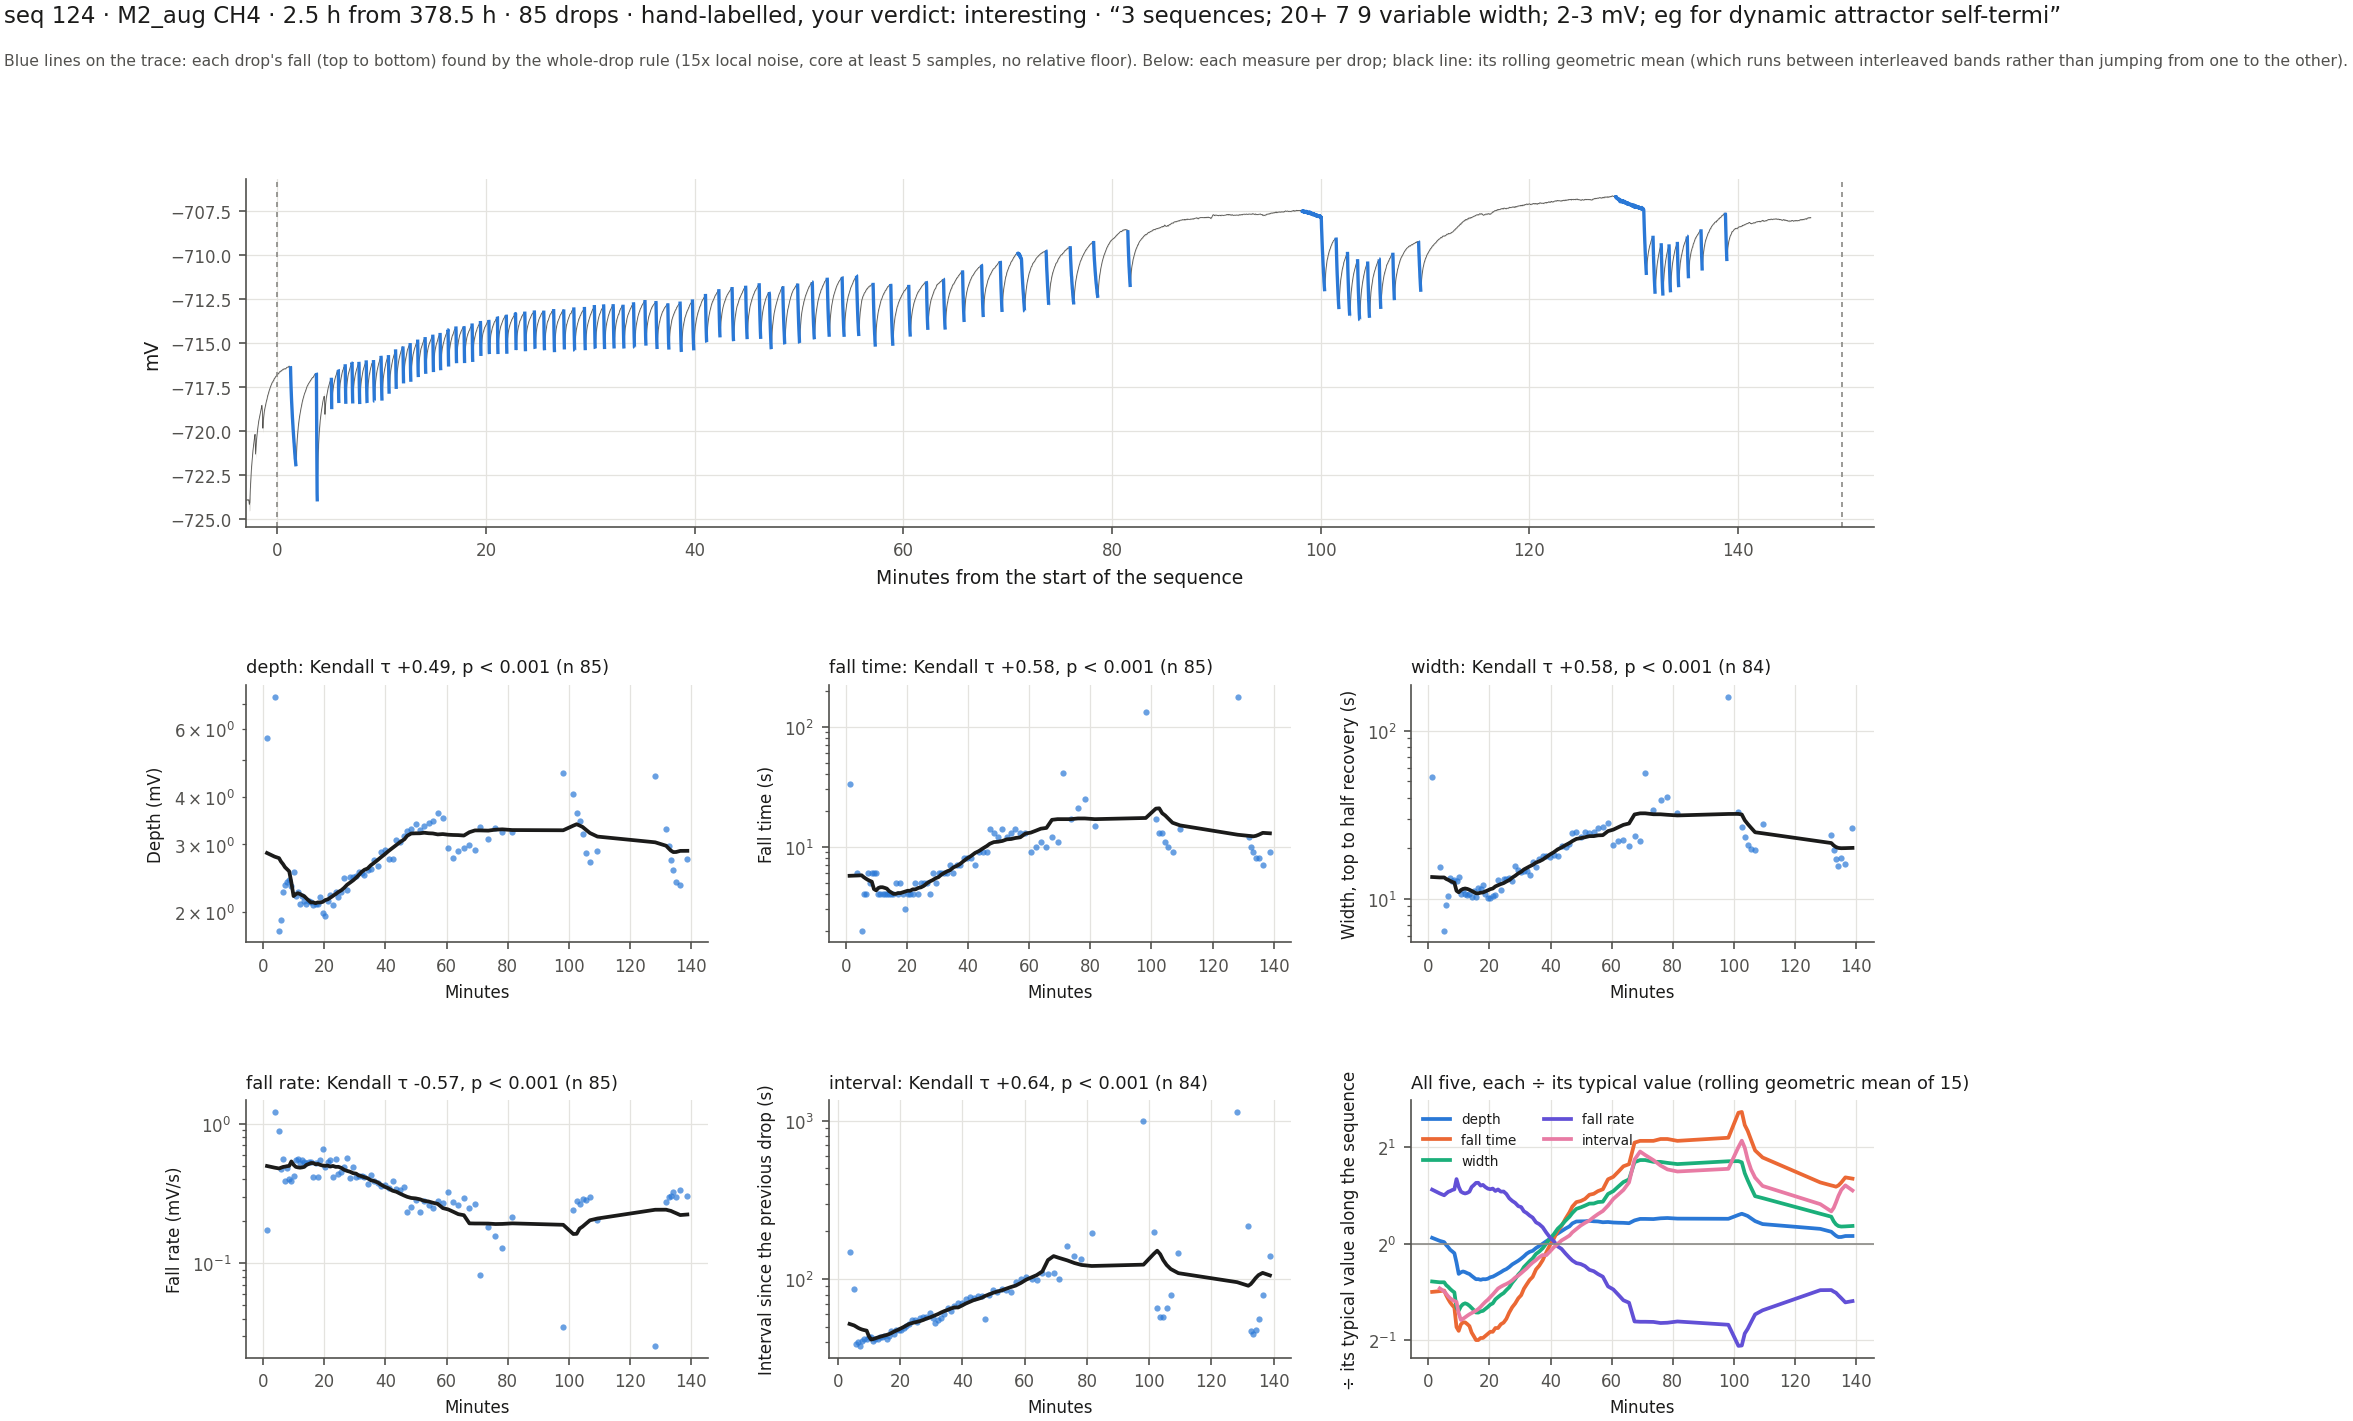 seq 124 · M2_aug CH4 · 2.5 h from 378.5 h · 85 drops · hand-labelled, your verdict: interesting · “3 sequences; 20+ 7 9 variable width; 2-3 mV; eg for dynamic attractor self-termi”
Blue lines on the trace: each drop's fall (top to bottom) found by the whole-drop rule (15x local noise, core at least 5 samples, no relative floor). Below: each measure per drop; black line: its rolling geometric mean (which runs between interleaved bands rather than jumping from one to the other).
−707.5
−710.0
−712.5
−715.0
−717.5
−720.0
−722.5
−725.0
mV
0 20 40 60 80 100 120 140
Minutes from the start of the sequence
depth: Kendall τ +0.49, p < 0.001 (n 85)
6 × 10⁰
4 × 10⁰
3 × 10⁰
2 × 10⁰
Depth (mV)
0 20 40 60 80 100 120 140
Minutes
fall time: Kendall τ +0.58, p < 0.001 (n 85)
10²
10¹
Fall time (s)
0 20 40 60 80 100 120 140
Minutes
width: Kendall τ +0.58, p < 0.001 (n 84)
10²
10¹
Width, top to half recovery (s)
0 20 40 60 80 100 120 140
Minutes
fall rate: Kendall τ -0.57, p < 0.001 (n 85)
10⁰
10⁻¹
Fall rate (mV/s)
0 20 40 60 80 100 120 140
Minutes
interval: Kendall τ +0.64, p < 0.001 (n 84)
10³
10²
Interval since the previous drop (s)
0 20 40 60 80 100 120 140
Minutes
All five, each ÷ its typical value (rolling geometric mean of 15)
depth
fall time
width
fall rate
interval
2¹
2⁰
2⁻¹
÷ its typical value along the sequence
0 20 40 60 80 100 120 140
Minutes